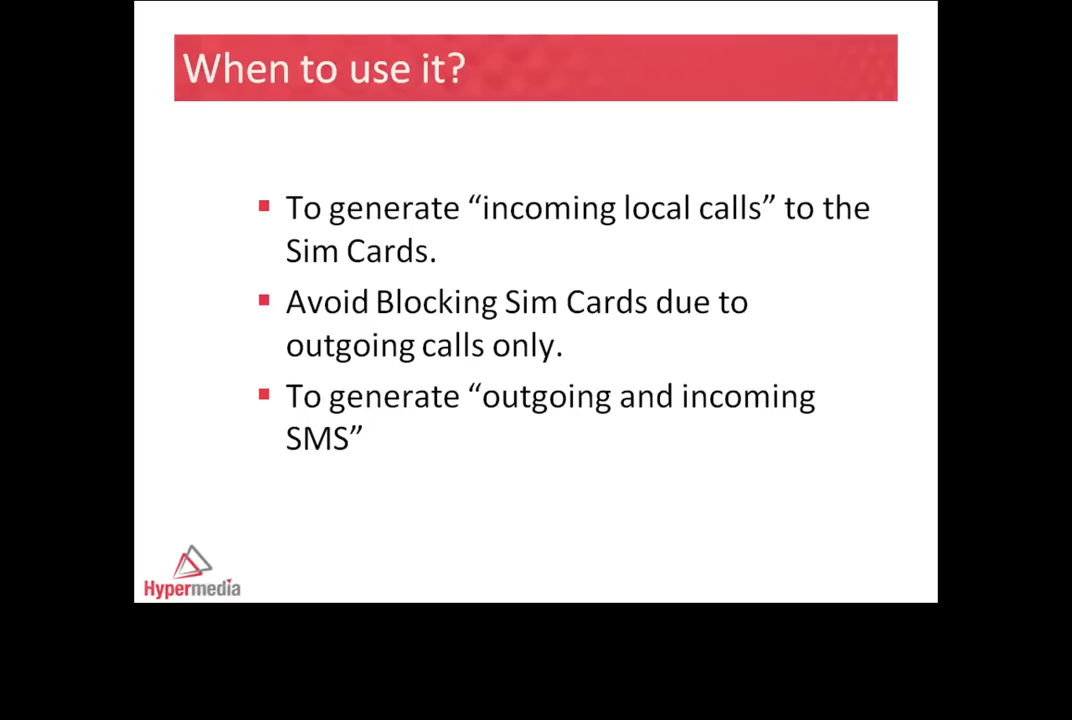 When to use it?
To generate “incoming local calls” to the
Sim Cards.
Avoid Blocking Sim Cards due to
outgoing calls only.
To generate “outgoing and incoming
SMS”
Hypermedia